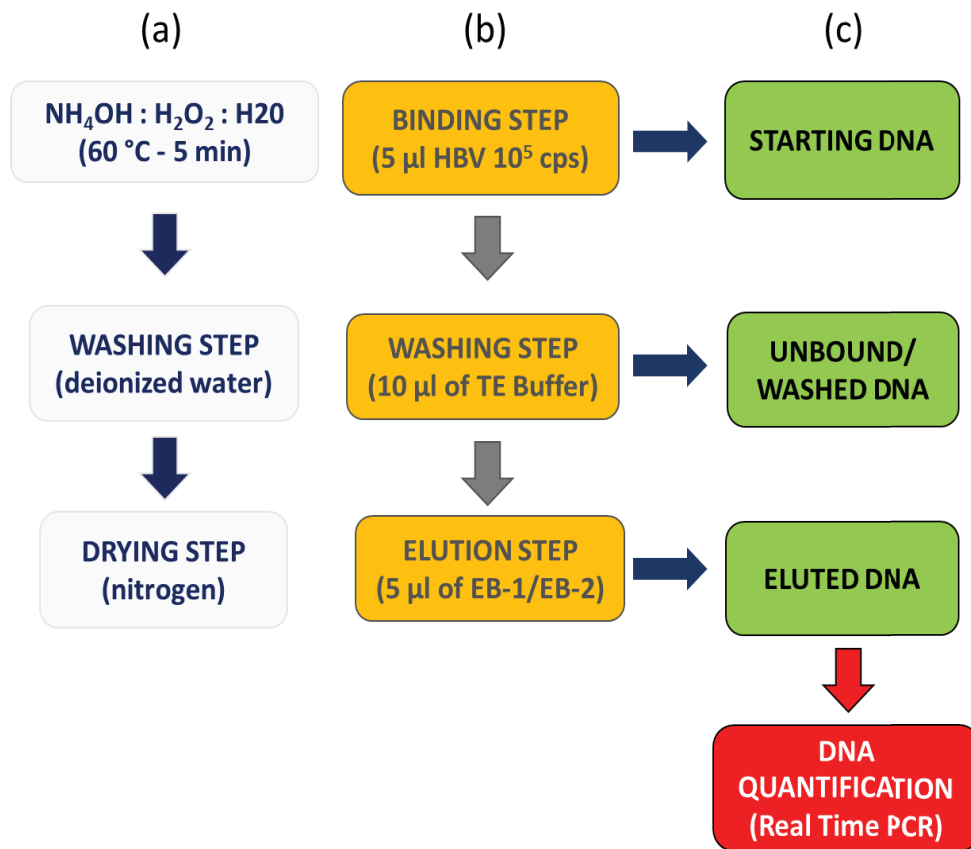 (a)
NH₄OH : H₂O₂ : H20
(60 °C - 5 min)
WASHING STEP
(deionized water)
DRYING STEP
(nitrogen)
(b)
BINDING STEP
(5 µl HBV 10⁵ cps)
WASHING STEP
(10 µl of TE Buffer)
ELUTION STEP
(5 µl of EB-1/EB-2)
(c)
STARTING DNA
UNBOUND/
WASHED DNA
ELUTED DNA
DNA
QUANTIFICATION
(Real Time PCR)